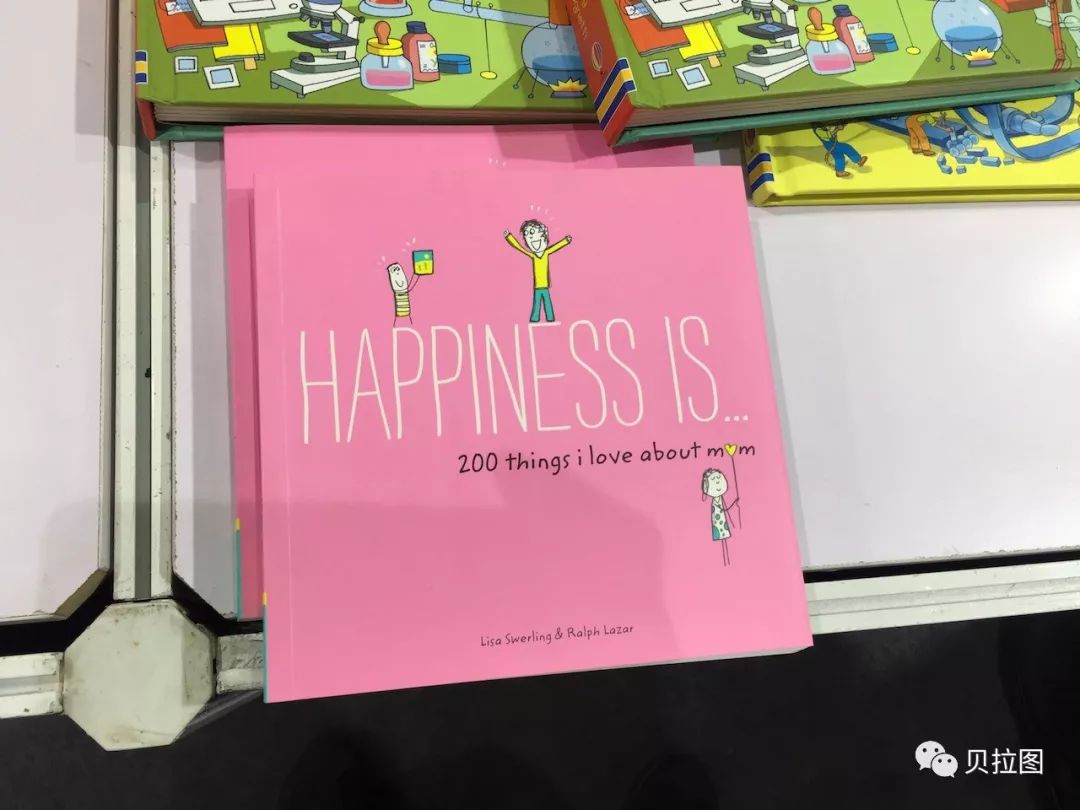 HAPPINESS IS...
200 things i love about mom
Lisa Swerling & Ralph Lazar
贝拉图